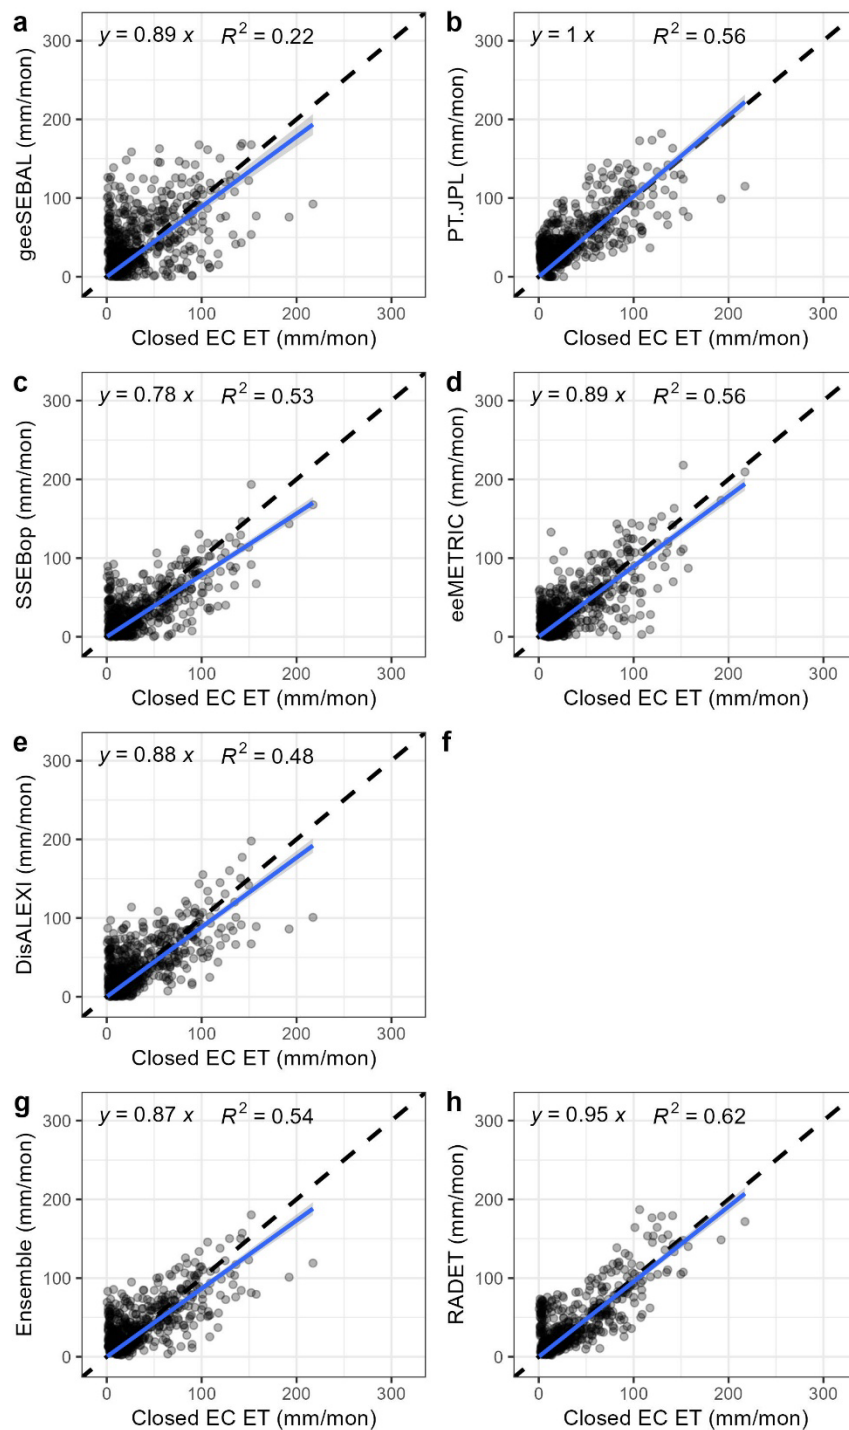 a
y = 0.89 x R² = 0.22
300
200
100
0
geeSEBAL (mm/mon)
0 100 200 300
Closed EC ET (mm/mon)
b
y = 1 x R² = 0.56
300
200
100
0
PT.JPL (mm/mon)
0 100 200 300
Closed EC ET (mm/mon)
c
y = 0.78 x R² = 0.53
300
200
100
0
SSEBop (mm/mon)
0 100 200 300
Closed EC ET (mm/mon)
d
y = 0.89 x R² = 0.56
300
200
100
0
eeMETRIC (mm/mon)
0 100 200 300
Closed EC ET (mm/mon)
e
y = 0.88 x R² = 0.48
300
200
100
0
DisALEXI (mm/mon)
0 100 200 300
Closed EC ET (mm/mon)
f
g
y = 0.87 x R² = 0.54
300
200
100
0
Ensemble (mm/mon)
0 100 200 300
Closed EC ET (mm/mon)
h
y = 0.95 x R² = 0.62
300
200
100
0
RADET (mm/mon)
0 100 200 300
Closed EC ET (mm/mon)